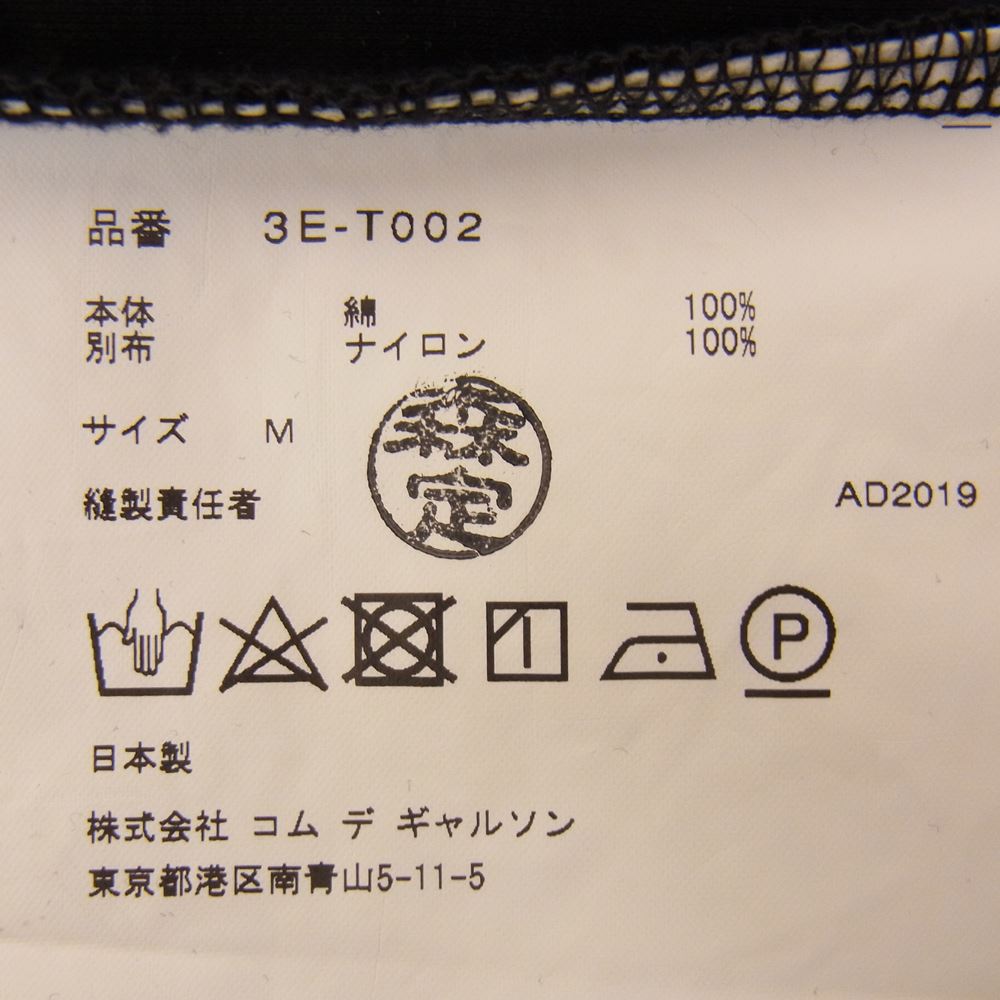 品番 3E-T002
本体 綿 100%
別布 ナイロン 100%
サイズ M
縫製責任者 森定 AD2019
P
日本製
株式会社 コム デ ギャルソン
東京都港区南青山5-11-5